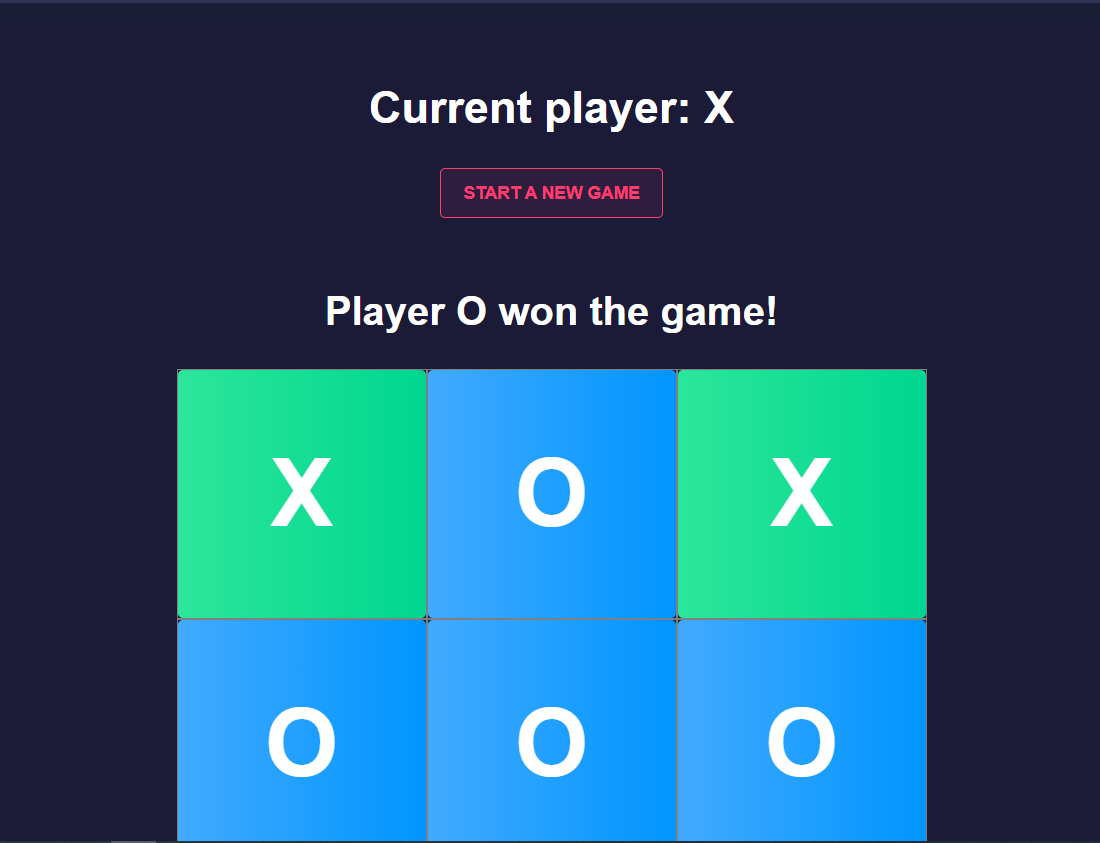 Current player: X
START A NEW GAME
Player O won the game!
X O X
O O O